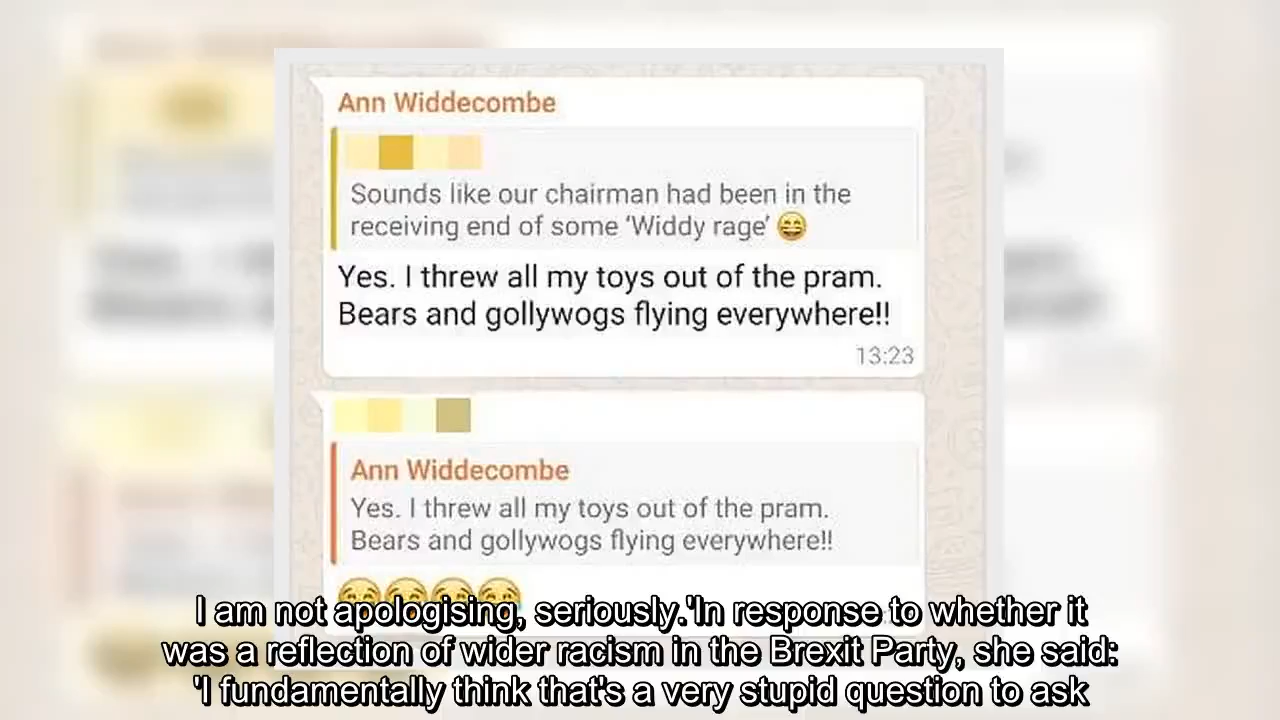 Ann Widdecombe
Sounds like our chairman had been in the
receiving end of some ‘Widdy rage’ 😄
Yes. I threw all my toys out of the pram.
Bears and gollywogs flying everywhere!!
13:23
Ann Widdecombe
Yes. I threw all my toys out of the pram.
Bears and gollywogs flying everywhere!!
😂😂😂😂
I am not apologising, seriously.'In response to whether it
was a reflection of wider racism in the Brexit Party, she said:
'I fundamentally think that's a very stupid question to ask